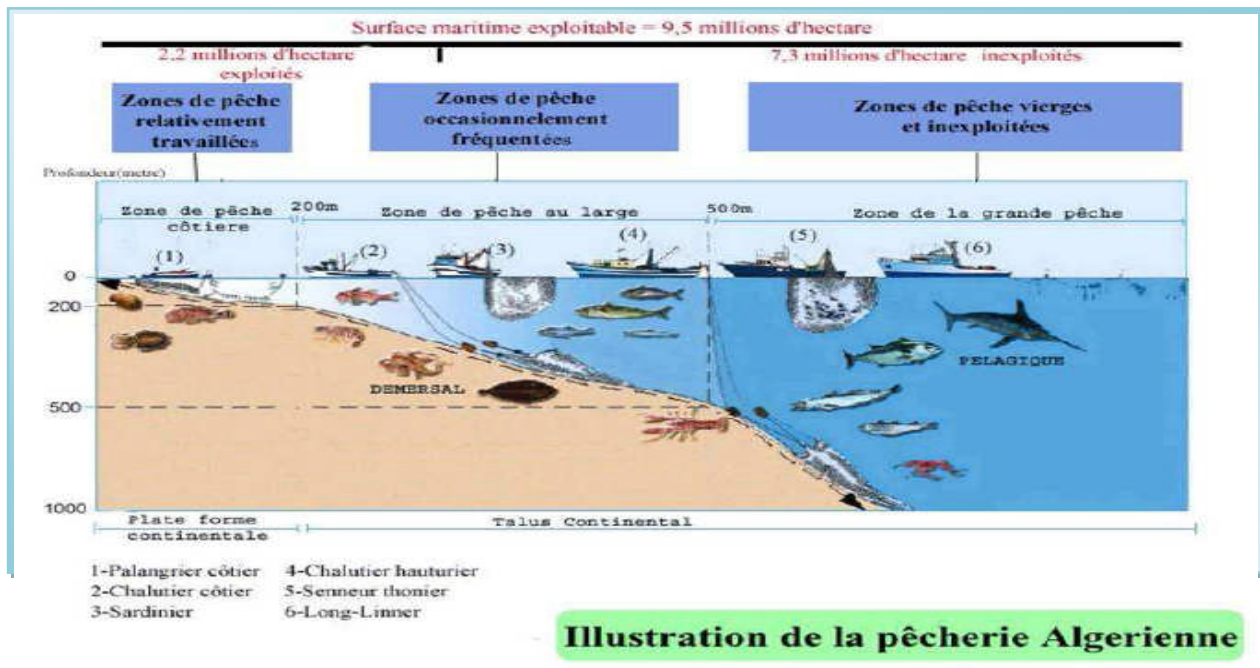 Surface maritime exploitable = 9,5 millions d'hectare
2,2 millions d'hectare
exploités
7,3 millions d'hectare inexploités
Zones de pêche
relativement
travaillées
Zones de pêche
occasionnelement
fréquentées
Zones de pêche vierges
et inexploitées
Profondeur(metre)
Zone de pêche
côtiere
200m
Zone de pêche au large
500m
Zone de la grande pêche
(1)
(2)
(3)
(4)
(5)
(6)
0
200
PELAGIQUE
DEMERSAL
500
1000
Plate forme
continentale
Talus Continental
1-Palangrier côtier
2-Chalutier côtier
3-Sardinier
4-Chalutier hauturier
5-Senneur thonier
6-Long-Linner
Illustration de la pêcherie Algerienne